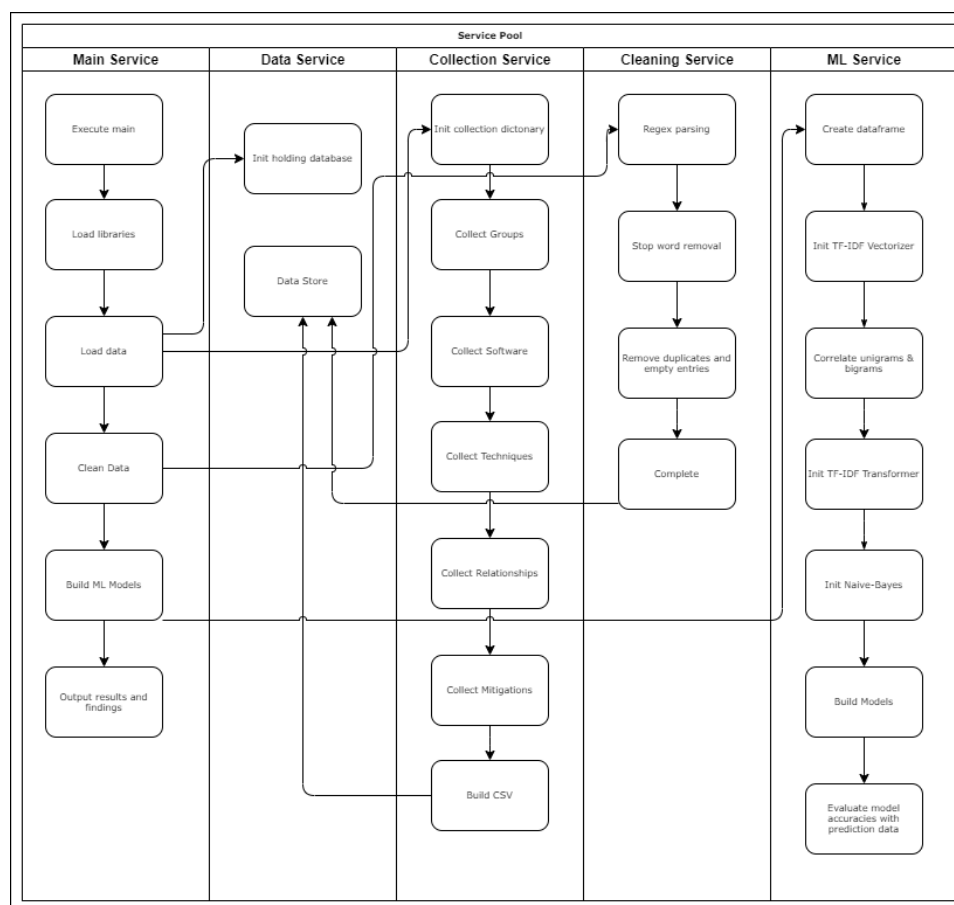 Service Pool
Main Service
Data Service
Collection Service
Cleaning Service
ML Service
Execute main
Load libraries
Load data
Clean Data
Build ML Models
Output results and
findings
Init holding database
Data Store
Init collection dictonary
Collect Groups
Collect Software
Collect Techniques
Collect Relationships
Collect Mitigations
Build CSV
Regex parsing
Stop word removal
Remove duplicates and
empty entries
Complete
Create dataframe
Init TF-IDF Vectorizer
Correlate unigrams &
bigrams
Init TF-IDF Transformer
Init Naive-Bayes
Build Models
Evaluate model
accuracies with
prediction data